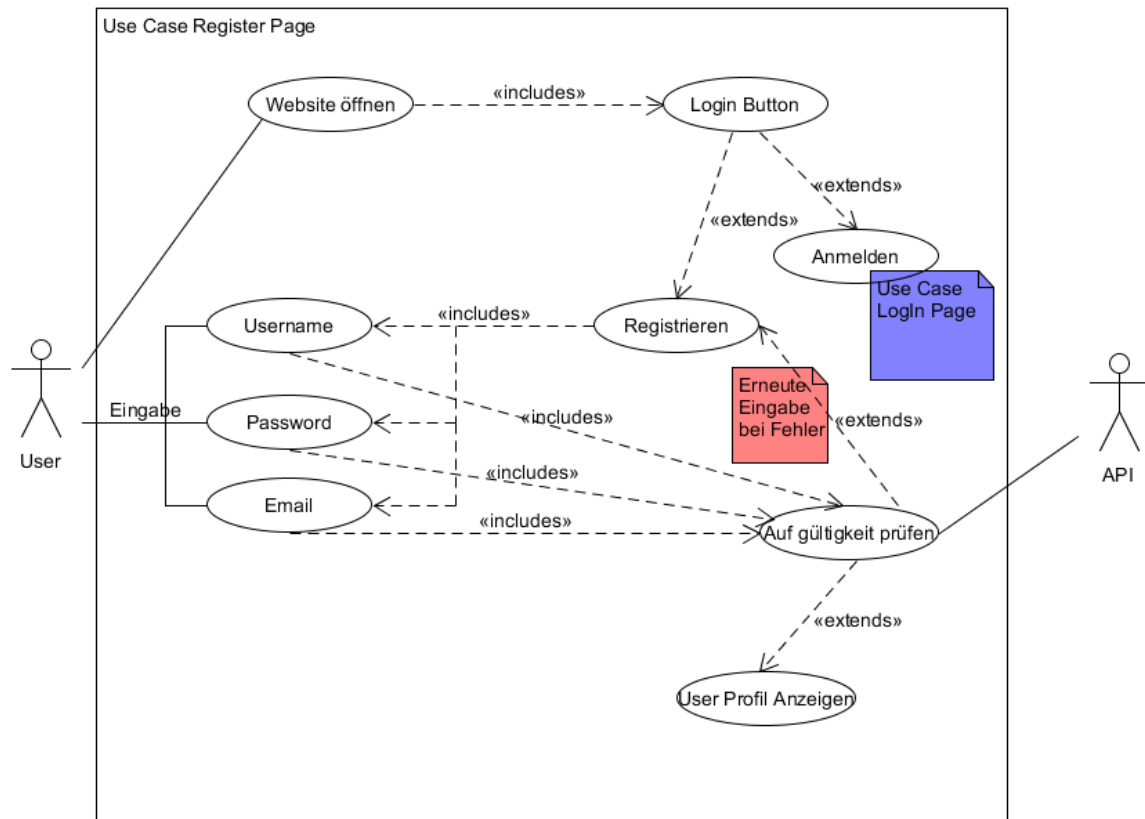 Use Case Register Page
Website öffnen
«includes»
Login Button
«extends»
«extends»
Anmelden
Use Case
LogIn Page
Username
«includes»
Registrieren
Erneute
Eingabe
bei Fehler
Eingabe
Password
«includes»
«extends»
User
API
«includes»
Email
«includes»
Auf gültigkeit prüfen
«extends»
User Profil Anzeigen